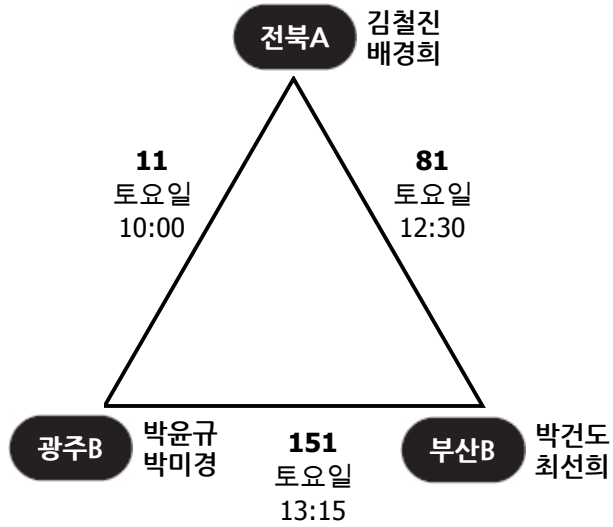 전북A
김철진
배경희
11
토요일
10:00
81
토요일
12:30
광주B
박윤규
박미경
151
토요일
13:15
부산B
박건도
최선희